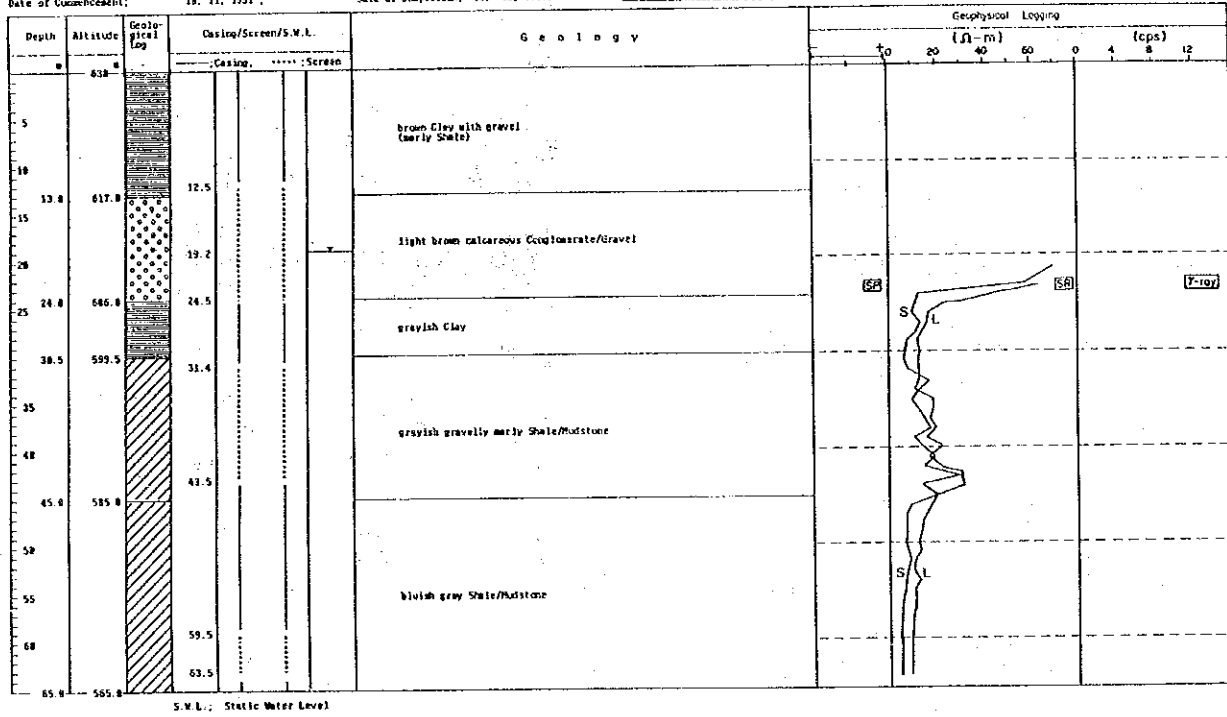 Date of Commencement;
Depth
Altitude
Geolo-
gical
Log
Casing/Screen/S.W.L.
Geology
Geophysical Logging
m
m
;Casing, ;Screen
- +
(Ω-m)
0 20 40 60
(cps)
0 4 8 12
630
brown Clay with gravel
(marly Shale)
5
10
12.5
13.0 617.0
15
light brown calcareous Conglomerate/Gravel
19.2
20
SP
SR
γ-ray
24.0
24.5
S L
25
grayish Clay
30.5 599.5
31.4
35
grayish gravelly marly Shale/Mudstone
40
43.5
45.0 585.0
50
S L
55
bluish gray Shale/Mudstone
59.5
60
63.5
65.0 565.0
S.W.L.; Static Water Level